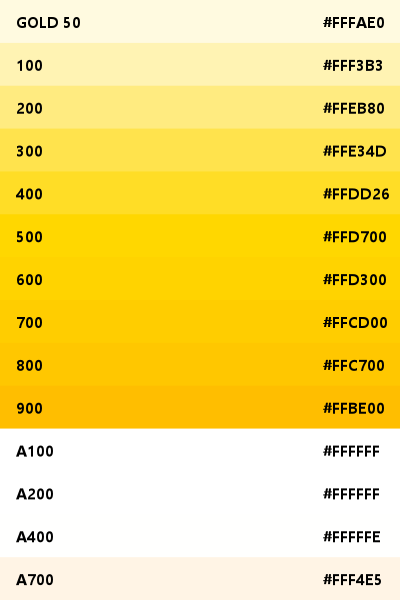 GOLD 50 #FFFAE0
100 #FFF3B3
200 #FFEB80
300 #FFE34D
400 #FFDD26
500 #FFD700
600 #FFD300
700 #FFCD00
800 #FFC700
900 #FFBE00
A100 #FFFFFF
A200 #FFFFFF
A400 #FFFFFE
A700 #FFF4E5